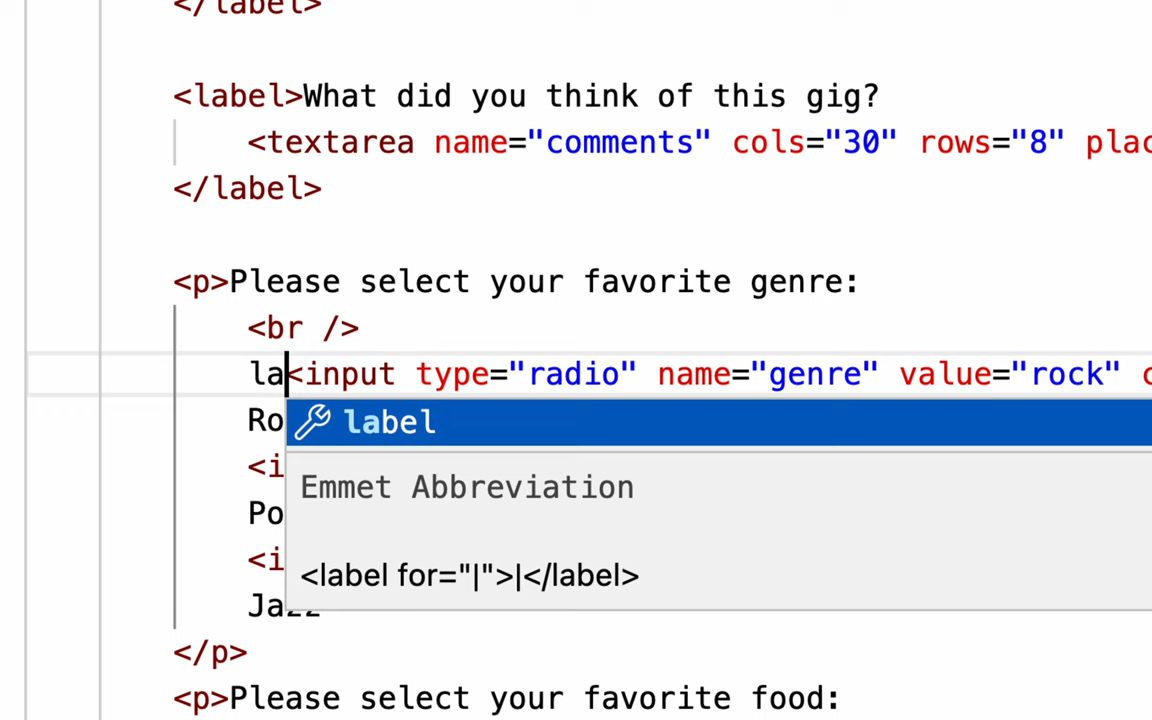 </label>
<label>What did you think of this gig?
<textarea name="comments" cols="30" rows="8" plac
</label>
<p>Please select your favorite genre:
<br />
la<input type="radio" name="genre" value="rock" c
Ro
label
<i
Emmet Abbreviation
Po
<i
<label for="|">|</label>
Jazz
</p>
<p>Please select your favorite food: